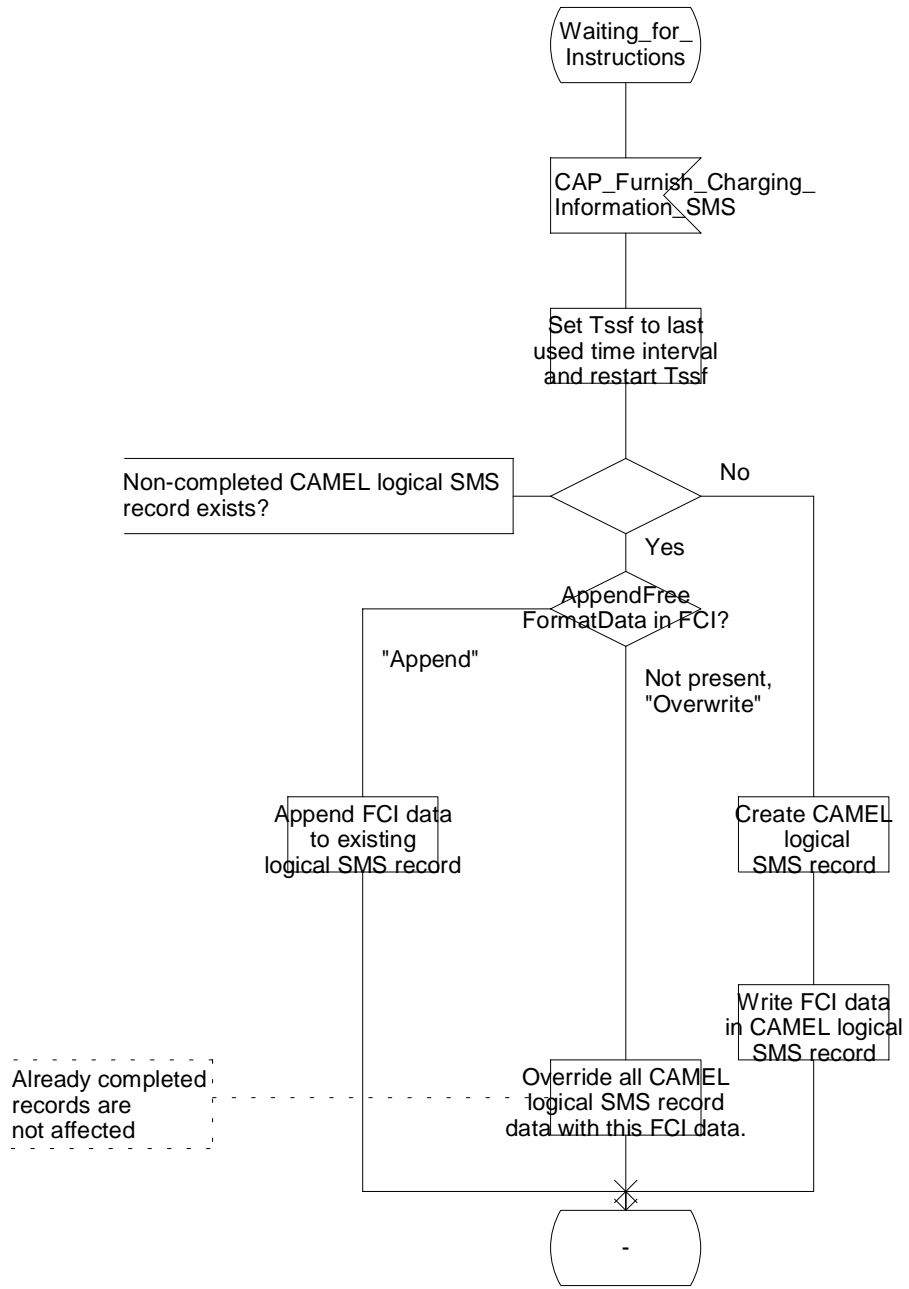 Waiting_for_
Instructions
CAP_Furnish_Charging_
Information_SMS
Set Tssf to last
used time interval
and restart Tssf
Non-completed CAMEL logical SMS
record exists?
No
Yes
AppendFree
FormatData in FCI?
"Append"
Not present,
"Overwrite"
Append FCI data
to existing
logical SMS record
Create CAMEL
logical
SMS record
Write FCI data
in CAMEL logical
SMS record
Already completed
records are
not affected
Override all CAMEL
logical SMS record
data with this FCI data.
-